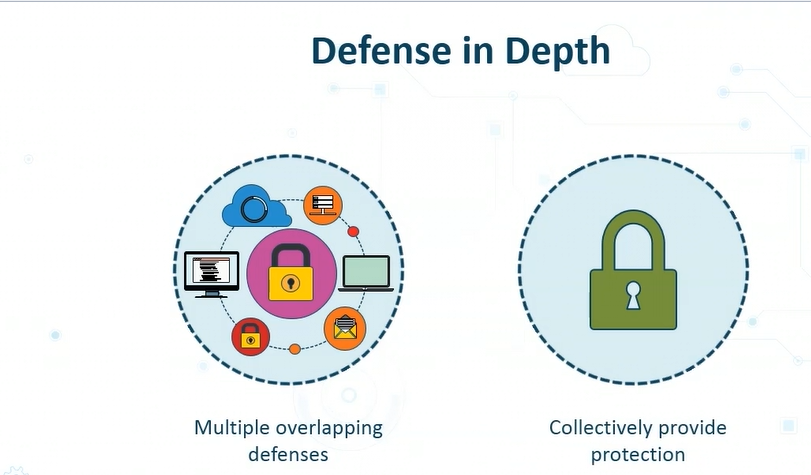 Defense in Depth
Multiple overlapping
defenses
Collectively provide
protection